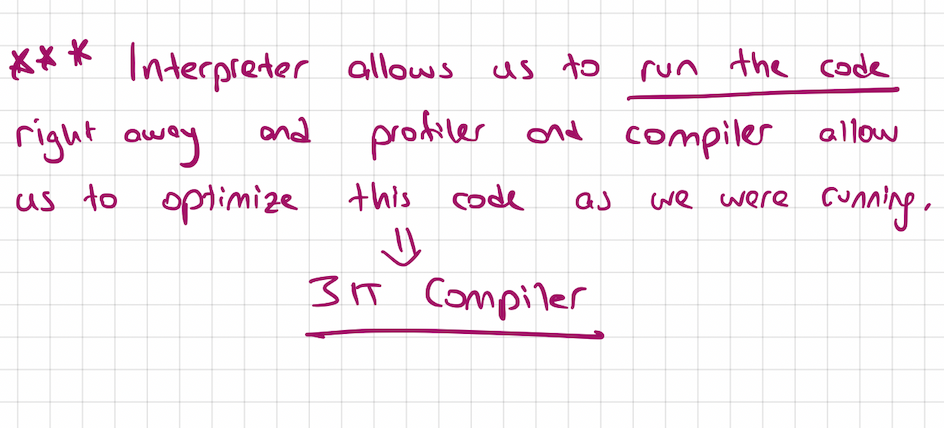 *** Interpreter allows us to run the code
right away and profiler and compiler allow
us to optimize this code as we were running.
⇓
JIT Compiler